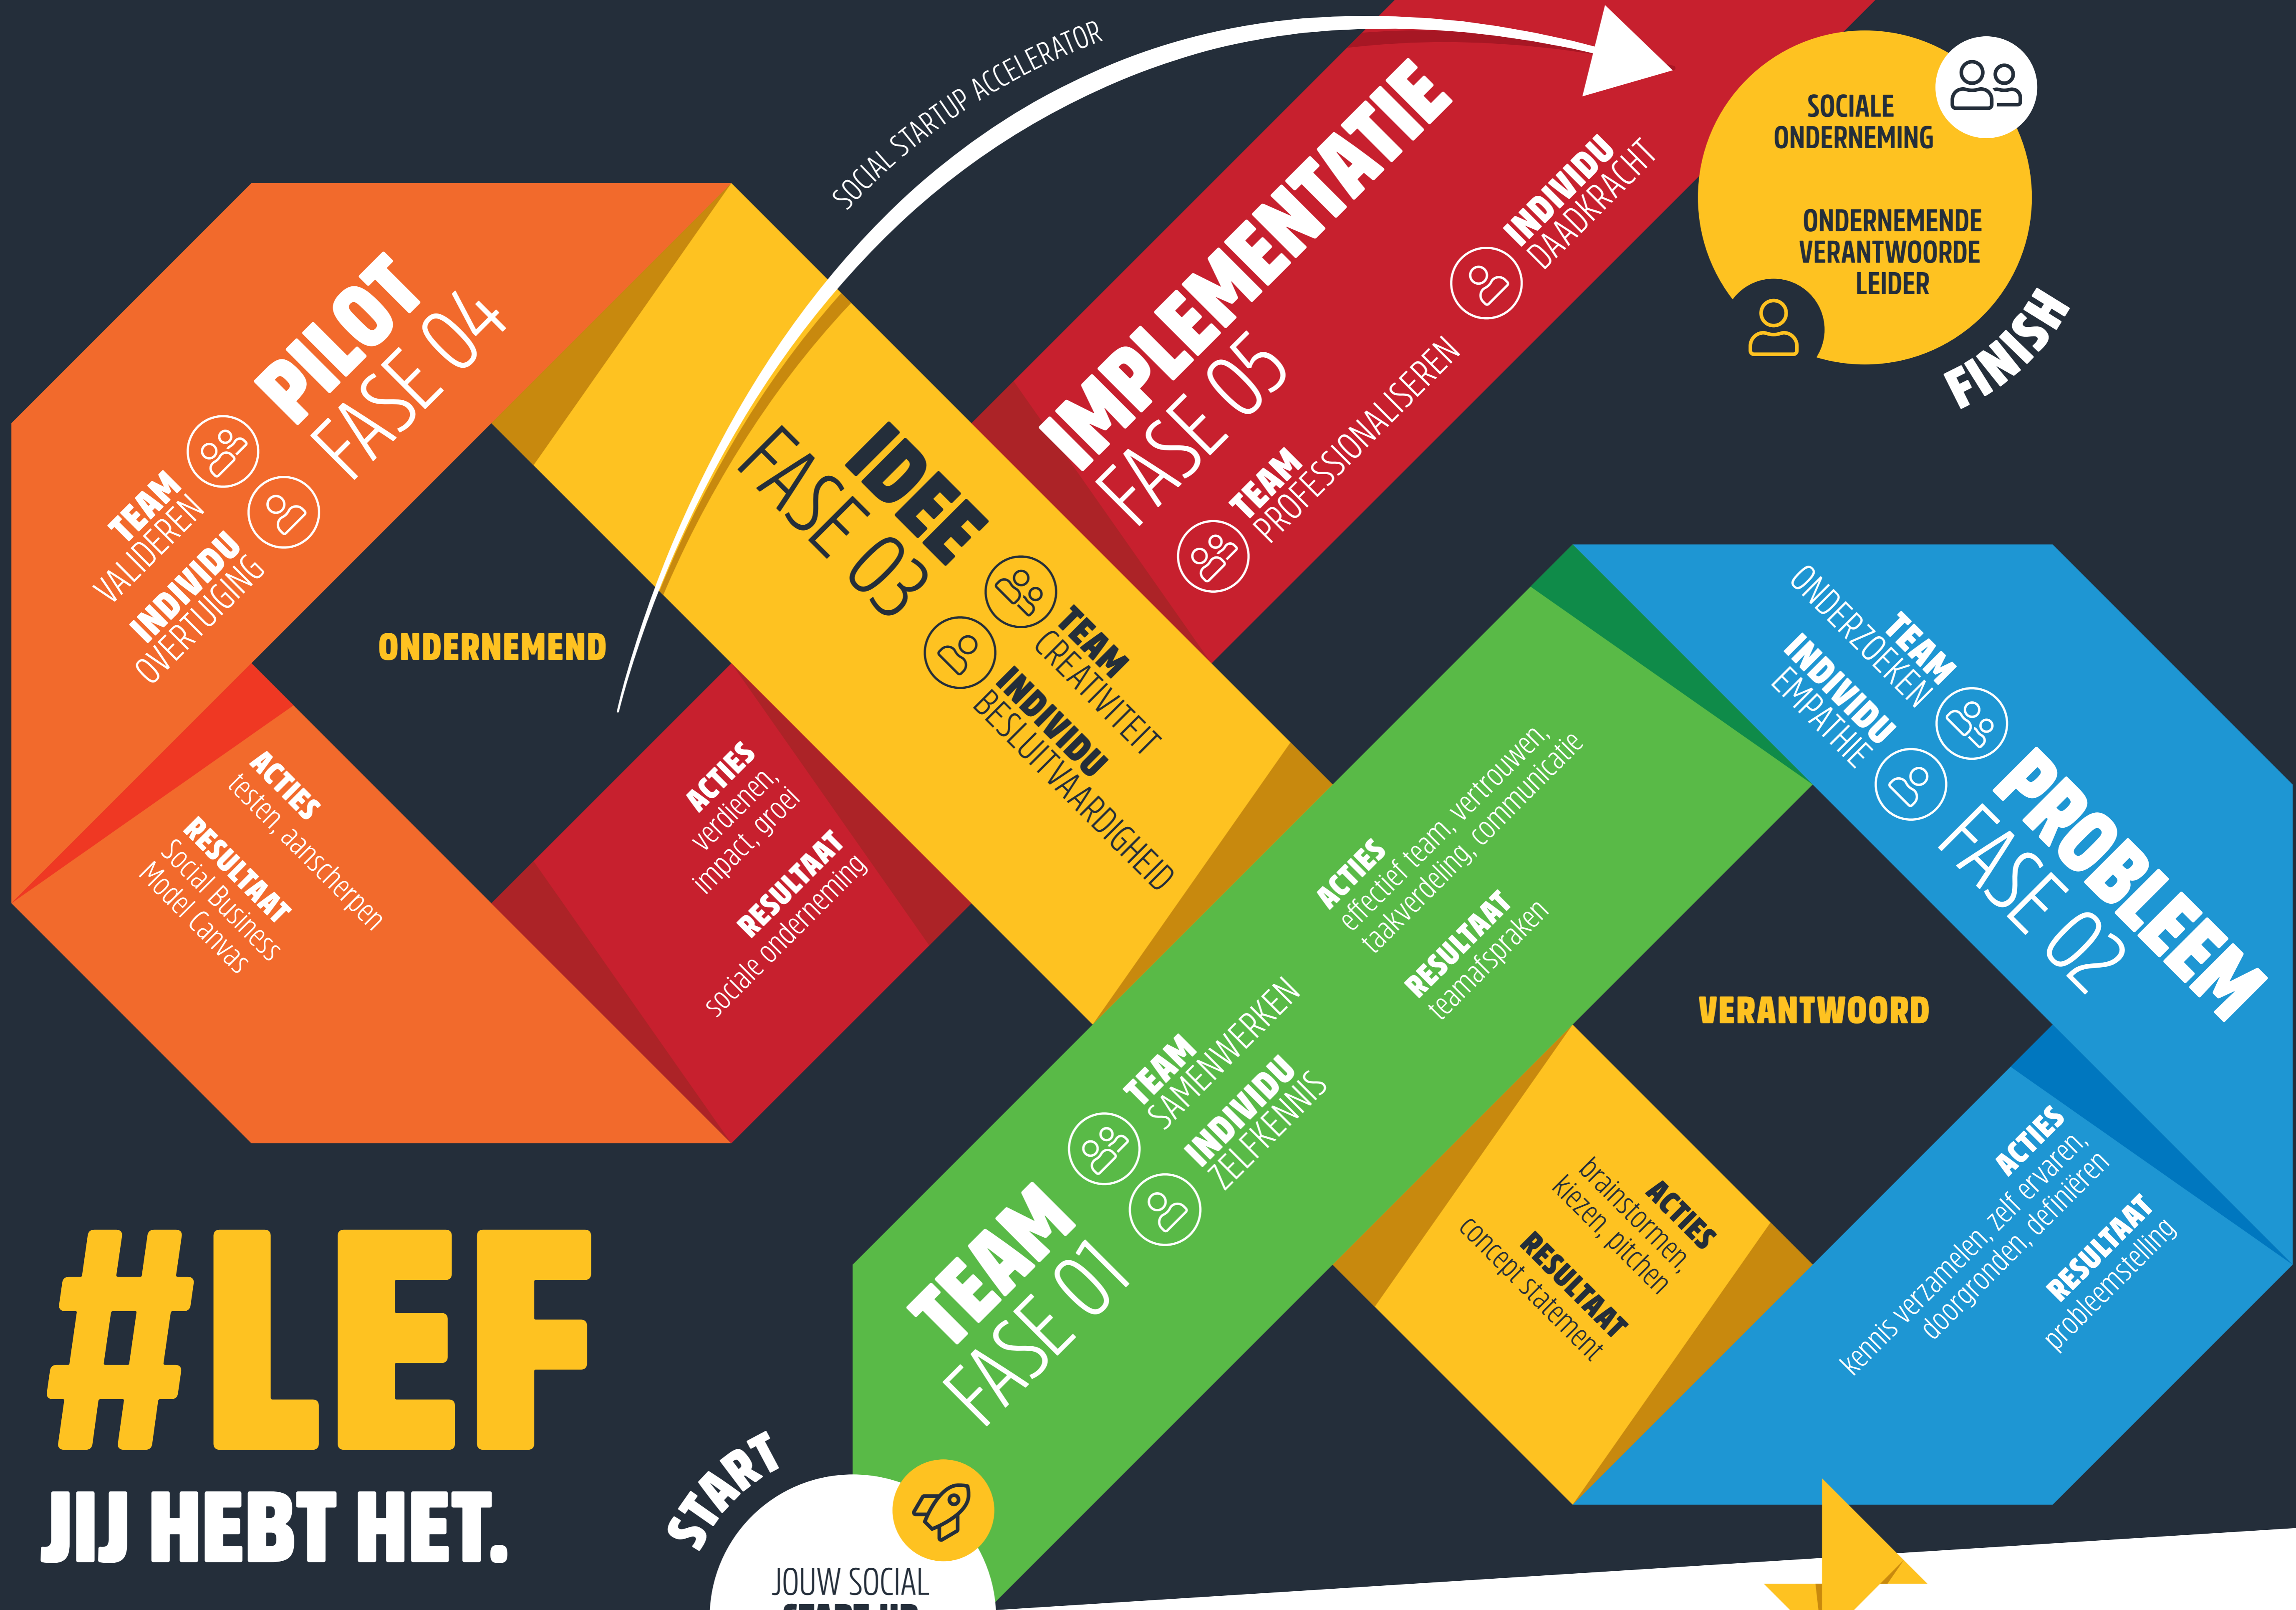 SOCIAL STARTUP ACCELERATOR
SOCIALE
ONDERNEMING
ONDERNEMENDE
VERANTWOORDE
LEIDER
FINISH
IMPLEMENTATIE
FASE 05
TEAM
PROFESSIONALISEREN
INDIVIDU
DAADKRACHT
PILOT
FASE 04
TEAM
VALIDEREN
INDIVIDU
OVERTUIGING
ONDERNEMEND
IDEE
FASE 03
TEAM
CREATIVITEIT
INDIVIDU
BESLUITVAARDIGHEID
TEAM
ONDERZOEKEN
INDIVIDU
EMPATHIE
PROBLEEM
FASE 02
ACTIES
testen, aanscherpen
RESULTAAT
Social Business
Model Canvas
ACTIES
verdienen,
impact, groei
RESULTAAT
sociale onderneming
ACTIES
effectief team, vertrouwen,
taakverdeling, communicatie
RESULTAAT
teamafspraken
VERANTWOORD
TEAM
FASE 01
TEAM
SAMENWERKEN
INDIVIDU
ZELFKENNIS
ACTIES
brainstormen,
kiezen, pitchen
RESULTAAT
concept statement
ACTIES
kennis verzamelen, zelf ervaren,
doorgronden, definiëren
RESULTAAT
probleemstelling
#LEF
JIJ HEBT HET.
START
JOUW SOCIAL
START-UP